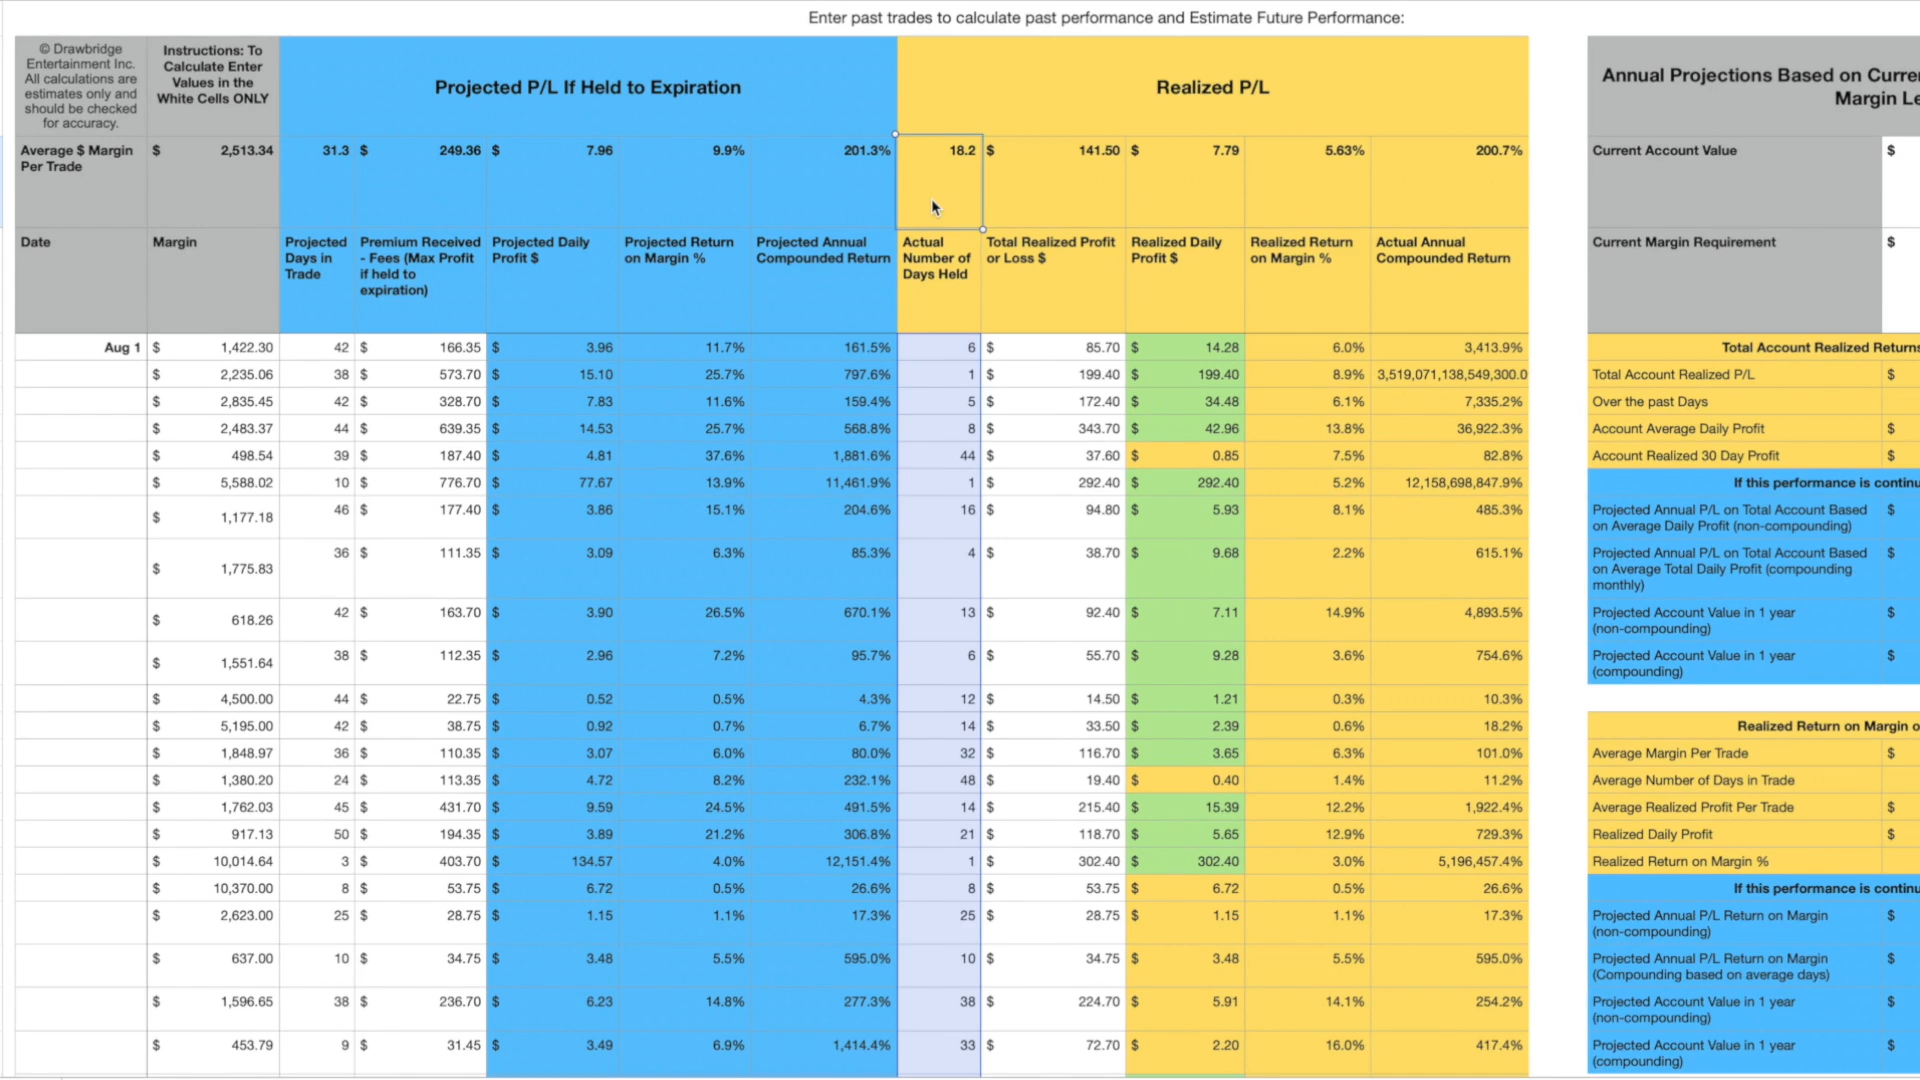 Enter past trades to calculate past performance and Estimate Future Performance:
© Drawbridge
Entertainment Inc.
All calculations are
estimates only and
should be checked
for accuracy.
Instructions: To
Calculate Enter
Values in the
White Cells ONLY
Projected P/L If Held to Expiration
Realized P/L
Annual Projections Based on
Margin
Average $ Margin
Per Trade
$ 2,513.34 31.3 $ 249.36 $ 7.96 9.9% 201.3% 18.2 $ 141.50 $ 7.79 5.63% 200.7%
Current Account Value $
Date
Margin
Projected
Days in
Trade
Premium Received
- Fees (Max Profit
if held to
expiration)
Projected Daily
Profit $
Projected Return
on Margin %
Projected Annual
Compounded Return
Actual
Number of
Days Held
Total Realized Profit
or Loss $
Realized Daily
Profit $
Realized Return
on Margin %
Actual Annual
Compounded Return
Current Margin Requirement $
Aug 1 $ 1,422.30 42 $ 166.35 $ 3.96 11.7% 161.5% 6 $ 85.70 $ 14.28 6.0% 3,413.9%
$ 2,235.06 38 $ 573.70 $ 15.10 25.7% 797.6% 1 $ 199.40 $ 199.40 8.9% 3,519,071,138,549,300.0
$ 2,835.45 42 $ 328.70 $ 7.83 11.6% 159.4% 5 $ 172.40 $ 34.48 6.1% 7,335.2%
$ 2,483.37 44 $ 639.35 $ 14.53 25.7% 568.8% 8 $ 343.70 $ 42.96 13.8% 36,922.3%
$ 498.54 39 $ 187.40 $ 4.81 37.6% 1,881.6% 44 $ 37.60 $ 0.85 7.5% 82.8%
$ 5,588.02 10 $ 776.70 $ 77.67 13.9% 11,461.9% 1 $ 292.40 $ 292.40 5.2% 12,158,698,847.9%
$ 1,177.18 46 $ 177.40 $ 3.86 15.1% 204.6% 16 $ 94.80 $ 5.93 8.1% 485.3%
$ 1,775.83 36 $ 111.35 $ 3.09 6.3% 85.3% 4 $ 38.70 $ 9.68 2.2% 615.1%
$ 618.26 42 $ 163.70 $ 3.90 26.5% 670.1% 13 $ 92.40 $ 7.11 14.9% 4,893.5%
$ 1,551.64 38 $ 112.35 $ 2.96 7.2% 95.7% 6 $ 55.70 $ 9.28 3.6% 754.6%
$ 4,500.00 44 $ 22.75 $ 0.52 0.5% 4.3% 12 $ 14.50 $ 1.21 0.3% 10.3%
$ 5,195.00 42 $ 38.75 $ 0.92 0.7% 6.7% 14 $ 33.50 $ 2.39 0.6% 18.2%
$ 1,848.97 36 $ 110.35 $ 3.07 6.0% 80.0% 32 $ 116.70 $ 3.65 6.3% 101.0%
$ 1,380.20 24 $ 113.35 $ 4.72 8.2% 232.1% 48 $ 19.40 $ 0.40 1.4% 11.2%
$ 1,762.03 45 $ 431.70 $ 9.59 24.5% 491.5% 14 $ 215.40 $ 15.39 12.2% 1,922.4%
$ 917.13 50 $ 194.35 $ 3.89 21.2% 306.8% 21 $ 118.70 $ 5.65 12.9% 729.3%
$ 10,014.64 3 $ 403.70 $ 134.57 4.0% 12,151.4% 1 $ 302.40 $ 302.40 3.0% 5,196,457.4%
$ 10,370.00 8 $ 53.75 $ 6.72 0.5% 26.6% 8 $ 53.75 $ 6.72 0.5% 26.6%
$ 2,623.00 25 $ 28.75 $ 1.15 1.1% 17.3% 25 $ 28.75 $ 1.15 1.1% 17.3%
$ 637.00 10 $ 34.75 $ 3.48 5.5% 595.0% 10 $ 34.75 $ 3.48 5.5% 595.0%
$ 1,596.65 38 $ 236.70 $ 6.23 14.8% 277.3% 38 $ 224.70 $ 5.91 14.1% 254.2%
$ 453.79 9 $ 31.45 $ 3.49 6.9% 1,414.4% 33 $ 72.70 $ 2.20 16.0% 417.4%
Total Account Realized Returns
Total Account Realized P/L $
Over the past Days
Account Average Daily Profit $
Account Realized 30 Day Profit $
If this performance is
Projected Annual P/L on Total Account Based $
on Average Daily Profit (non-compounding)
Projected Annual P/L on Total Account Based $
on Average Total Daily Profit (compounding
monthly)
Projected Account Value in 1 year $
(non-compounding)
Projected Account Value in 1 year $
(compounding)
Realized Return on Margin
Average Margin Per Trade $
Average Number of Days in Trade
Average Realized Profit Per Trade $
Realized Daily Profit $
Realized Return on Margin %
If this performance is
Projected Annual P/L Return on Margin $
(non-compounding)
Projected Annual P/L Return on Margin $
(Compounding based on average days)
Projected Account Value in 1 year $
(non-compounding)
Projected Account Value in 1 year $
(compounding)